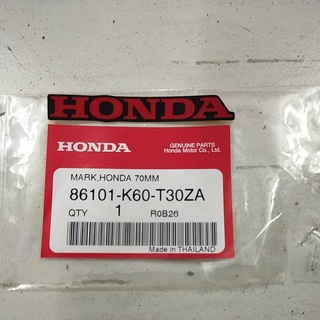 HONDA
HONDA
GENUINE PARTS
Honda Motor Co., Ltd.
MARK,HONDA 70MM
86101-K60-T30ZA
QTY 1 R0B26
Made in THAILAND